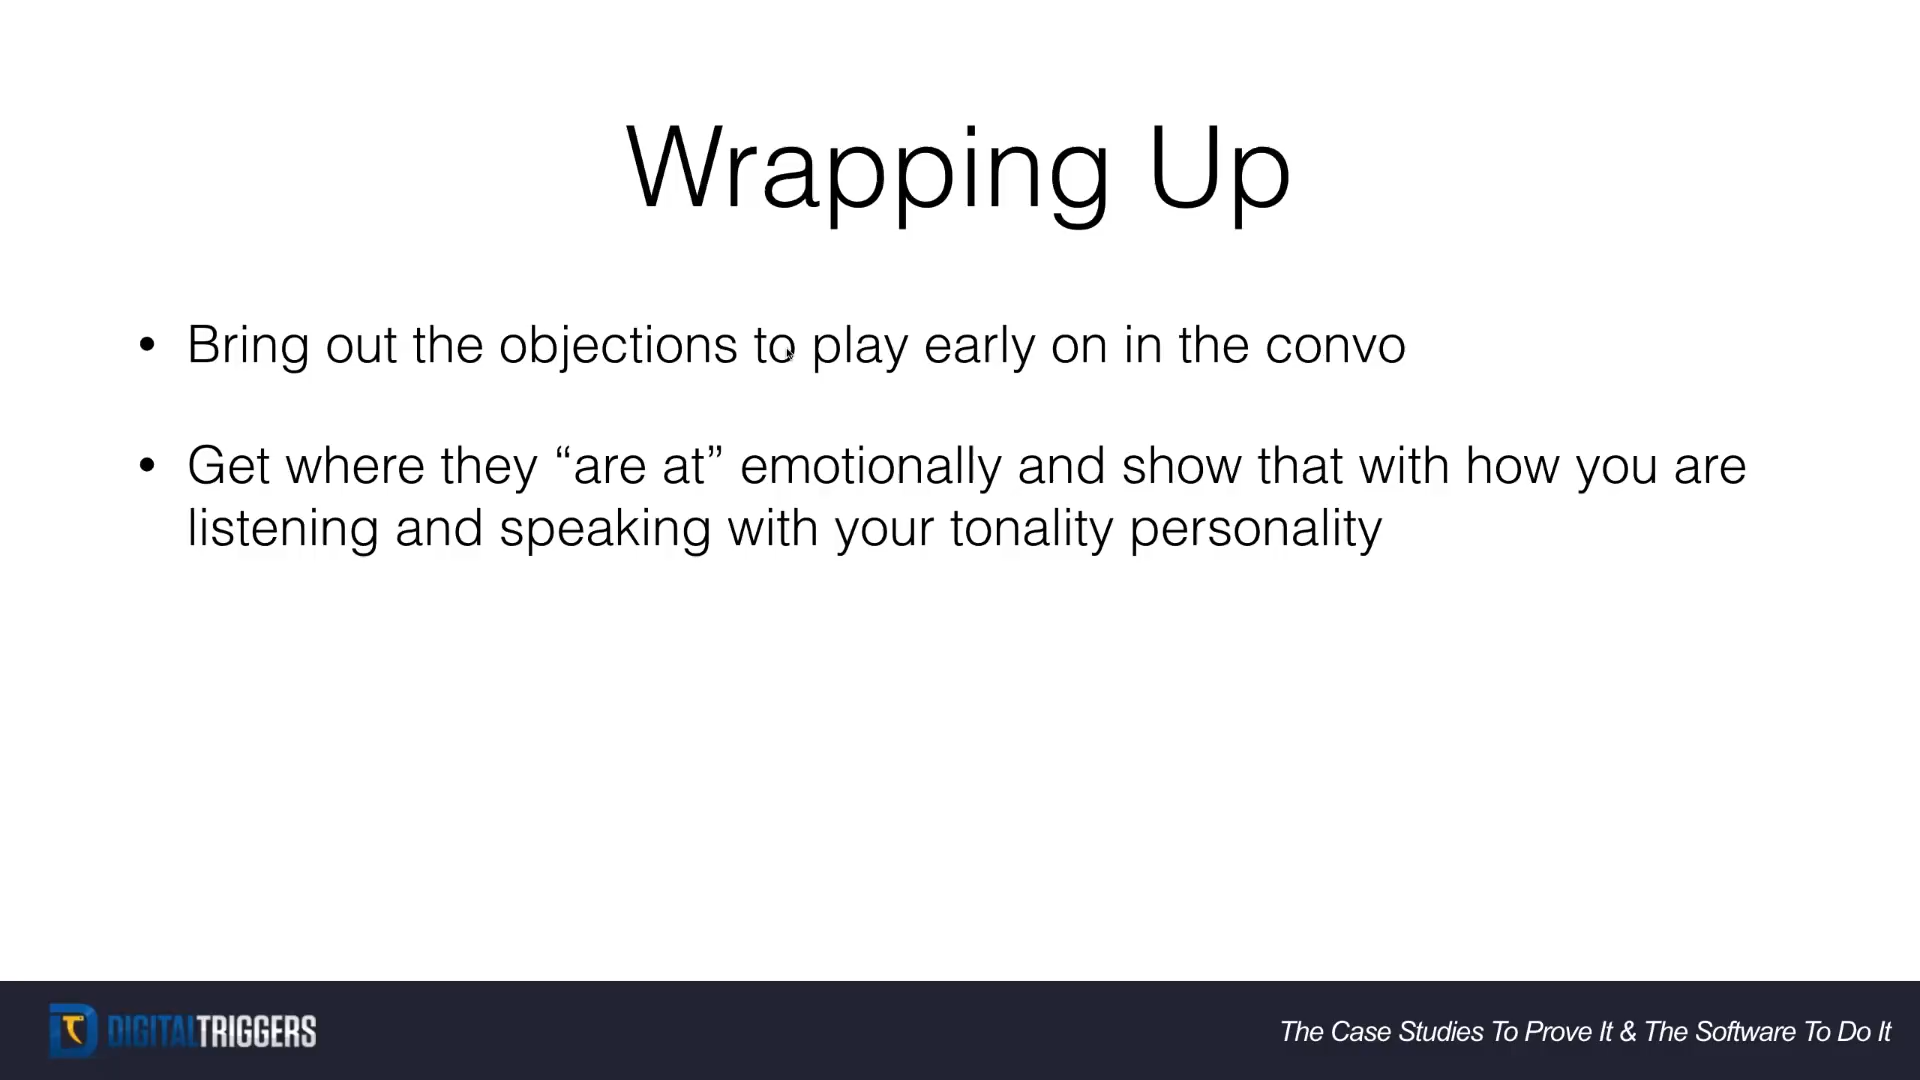 Wrapping Up
• Bring out the objections to play early on in the convo
• Get where they “are at” emotionally and show that with how you are
listening and speaking with your tonality personality
DIGITALTRIGGERS
The Case Studies To Prove It & The Software To Do It